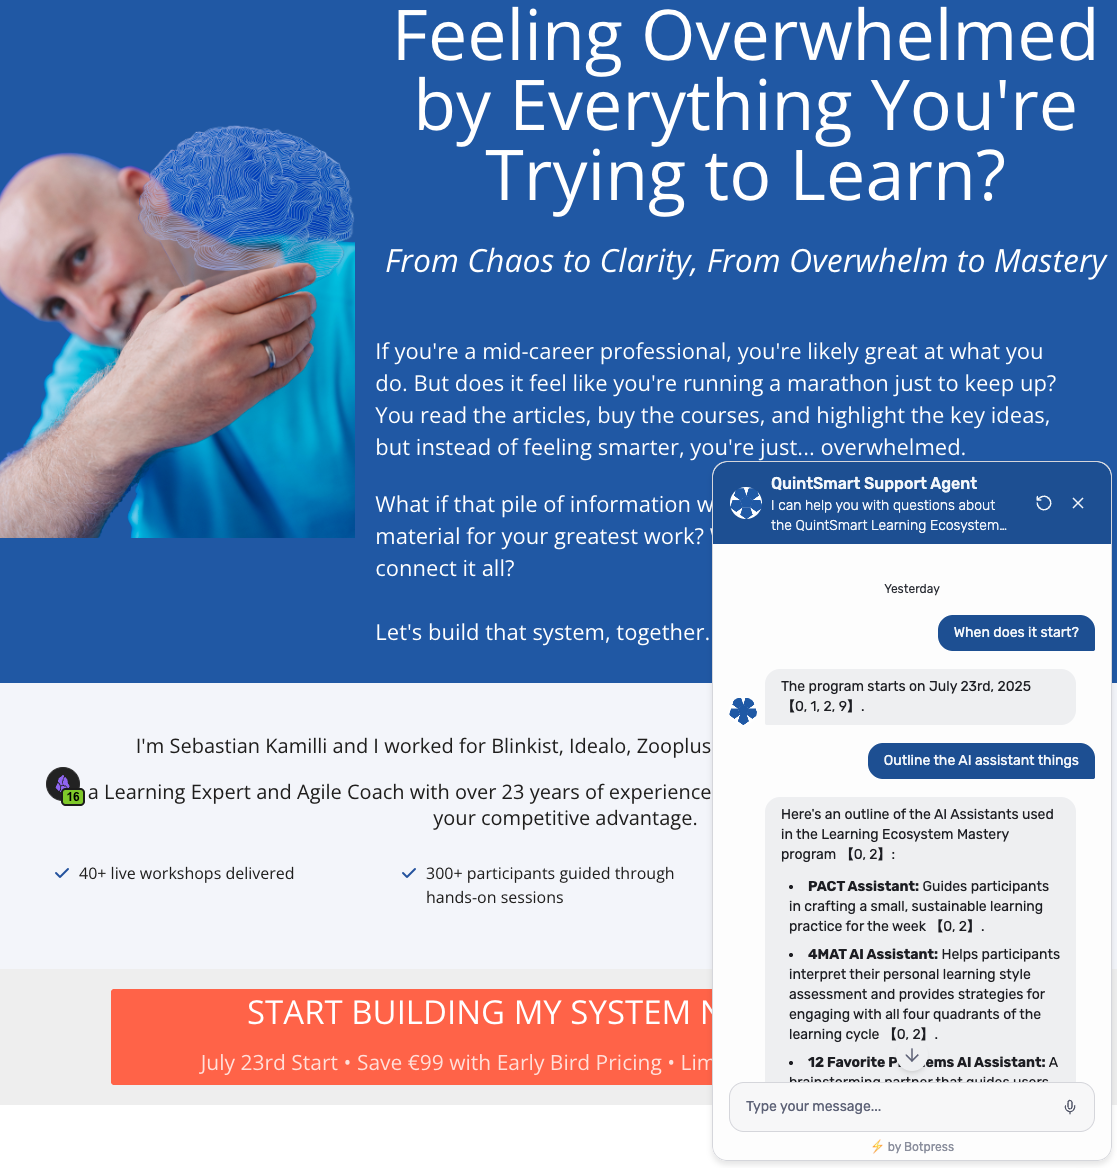 Feeling Overwhelmed
by Everything You're
Trying to Learn?
From Chaos to Clarity, From Overwhelm to Mastery
If you're a mid-career professional, you're likely great at what you
do. But does it feel like you're running a marathon just to keep up?
You read the articles, buy the courses, and highlight the key ideas,
but instead of feeling smarter, you're just... overwhelmed.
What if that pile of information
material for your greatest work?
connect it all?
Let's build that system, together.
I'm Sebastian Kamilli and I worked for Blinkist, Idealo, Zooplus
16
a Learning Expert and Agile Coach with over 23 years of experience
your competitive advantage.
40+ live workshops delivered
300+ participants guided through
hands-on sessions
START BUILDING MY SYSTEM
July 23rd Start • Save €99 with Early Bird Pricing •
QuintSmart Support Agent
I can help you with questions about
the QuintSmart Learning Ecosystem...
Yesterday
When does it start?
The program starts on July 23rd, 2025
【0, 1, 2, 9】.
Outline the AI assistant things
Here's an outline of the AI Assistants used
in the Learning Ecosystem Mastery
program 【0, 2】:
• PACT Assistant: Guides participants
in crafting a small, sustainable learning
practice for the week 【0, 2】.
• 4MAT AI Assistant: Helps participants
interpret their personal learning style
assessment and provides strategies for
engaging with all four quadrants of the
learning cycle 【0, 2】.
• 12 Favorite AI Assistant: A
brainstorming partner that guides users
Type your message...
⚡ by Botpress